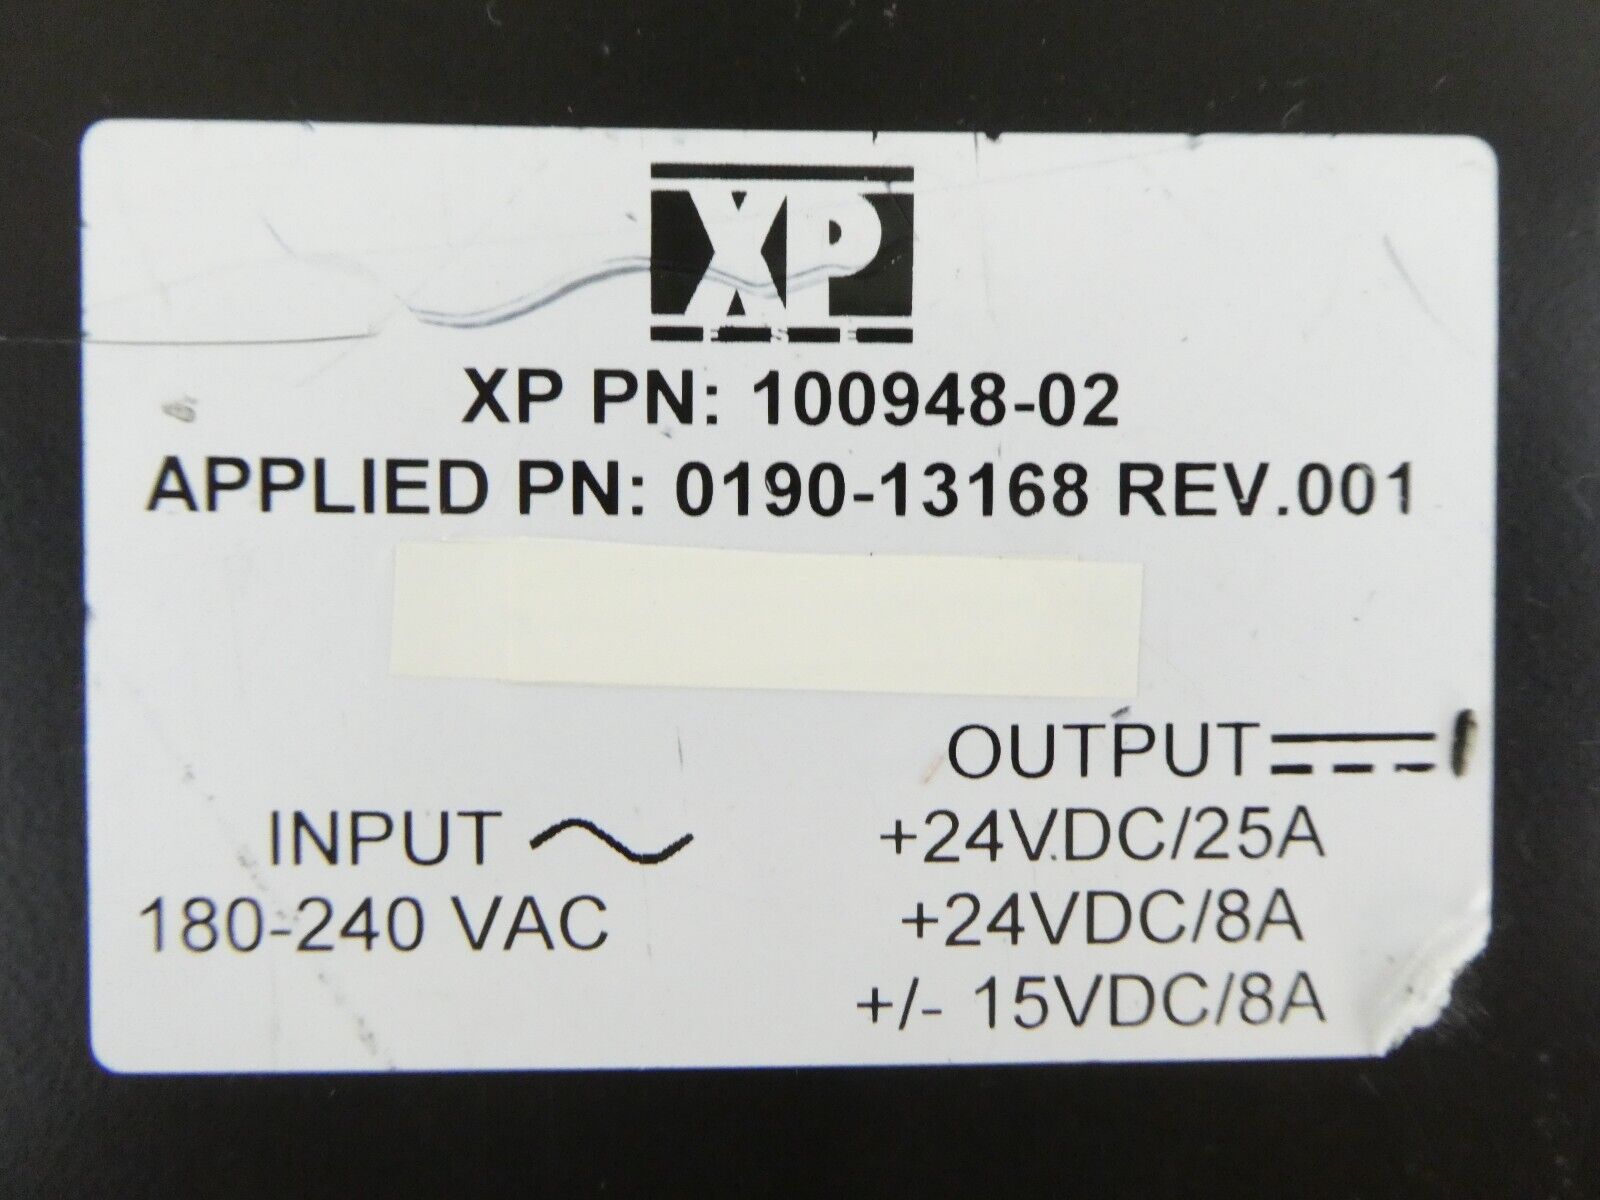 XP
XP PN: 100948-02
APPLIED PN: 0190-13168 REV.001
OUTPUT
INPUT
+24VDC/25A
180-240 VAC
+24VDC/8A
+/- 15VDC/8A